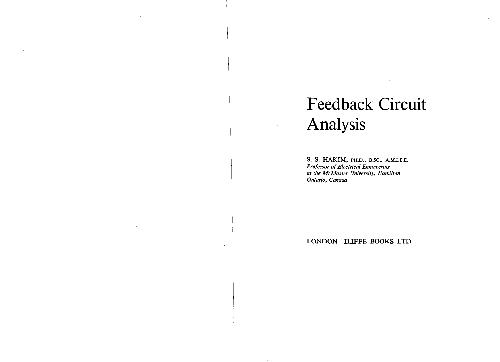 Feedback Circuit
Analysis
S. S. HAKIM, PH.D., B.SC., A.M.I.E.E.
Professor of Electrical Engineering
at the McMaster University, Hamilton
Ontario, Canada
LONDON ILIFFE BOOKS LTD